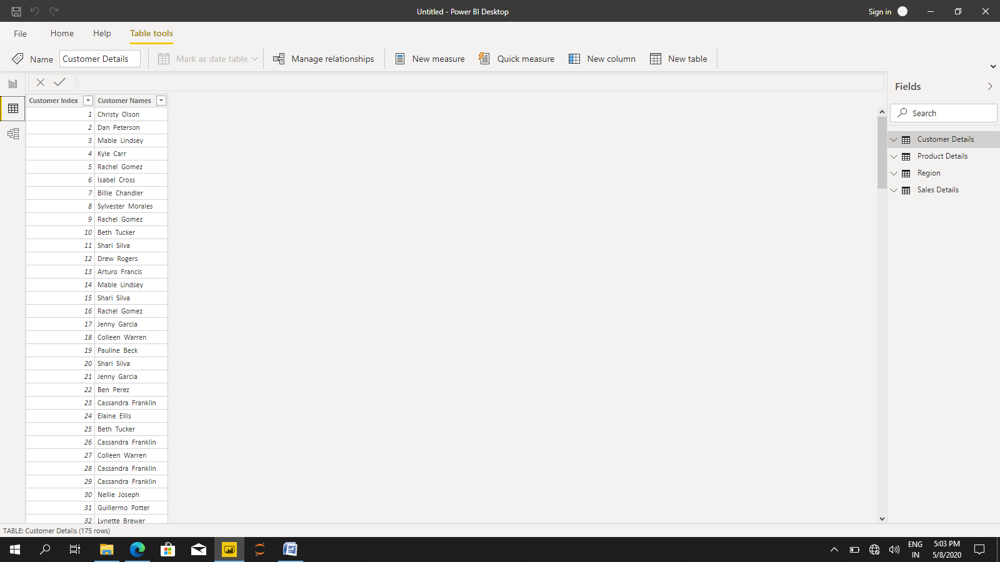 Untitled - Power BI Desktop
Sign in
File Home Help Table tools
Name Customer Details Mark as date table Manage relationships New measure Quick measure New column New table
Fields
Search
Customer Details
Product Details
Region
Sales Details
Customer Index Customer Names
1 Christy Olson
2 Dan Peterson
3 Mable Lindsey
4 Kyle Carr
5 Rachel Gomez
6 Isabel Cross
7 Billie Chandler
8 Sylvester Morales
9 Rachel Gomez
10 Beth Tucker
11 Shari Silva
12 Drew Rogers
13 Arturo Francis
14 Mable Lindsey
15 Shari Silva
16 Rachel Gomez
17 Jenny Garcia
18 Colleen Warren
19 Pauline Beck
20 Shari Silva
21 Jenny Garcia
22 Ben Perez
23 Cassandra Franklin
24 Elaine Ellis
25 Beth Tucker
26 Cassandra Franklin
27 Colleen Warren
28 Cassandra Franklin
29 Cassandra Franklin
30 Nellie Joseph
31 Guillermo Potter
32 Lynette Brewer
TABLE: Customer Details (175 rows)
ENG
IN
5:03 PM
5/8/2020